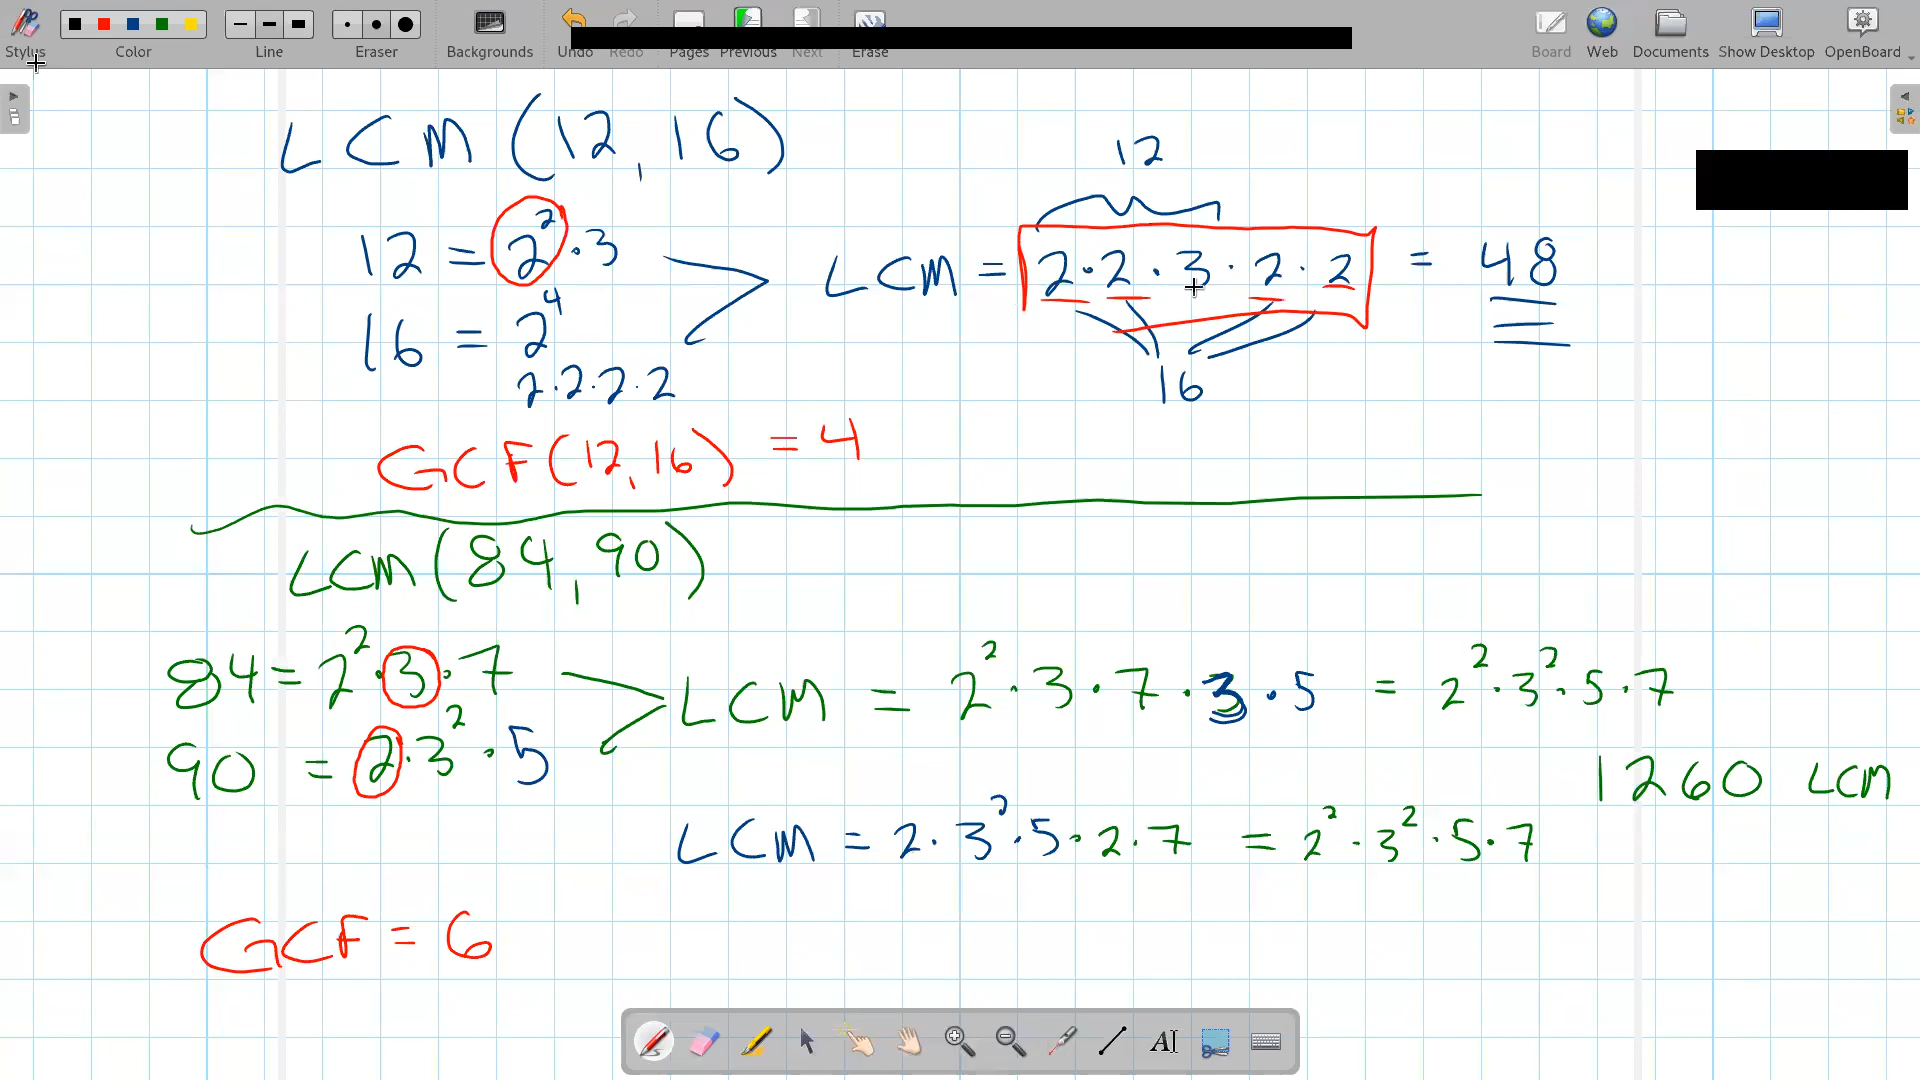 Stylus Color Line Eraser Backgrounds Undo Redo Pages Previous Next Erase Board Web Documents Show Desktop OpenBoard
LCM(12,16)
12
12 = 2² · 3
LCM = 2 · 2 · 3 · 2 · 2 = 48
16 = 2⁴
2·2·2·2
16
GCF(12,16) = 4
LCM(84,90)
84 = 2² · 3 · 7
LCM = 2² · 3 · 7 · 3 · 5 = 2² · 3² · 5 · 7
90 = 2 · 3² · 5
1260 LCM
LCM = 2 · 3² · 5 · 2 · 7 = 2² · 3² · 5 · 7
GCF = 6
AI